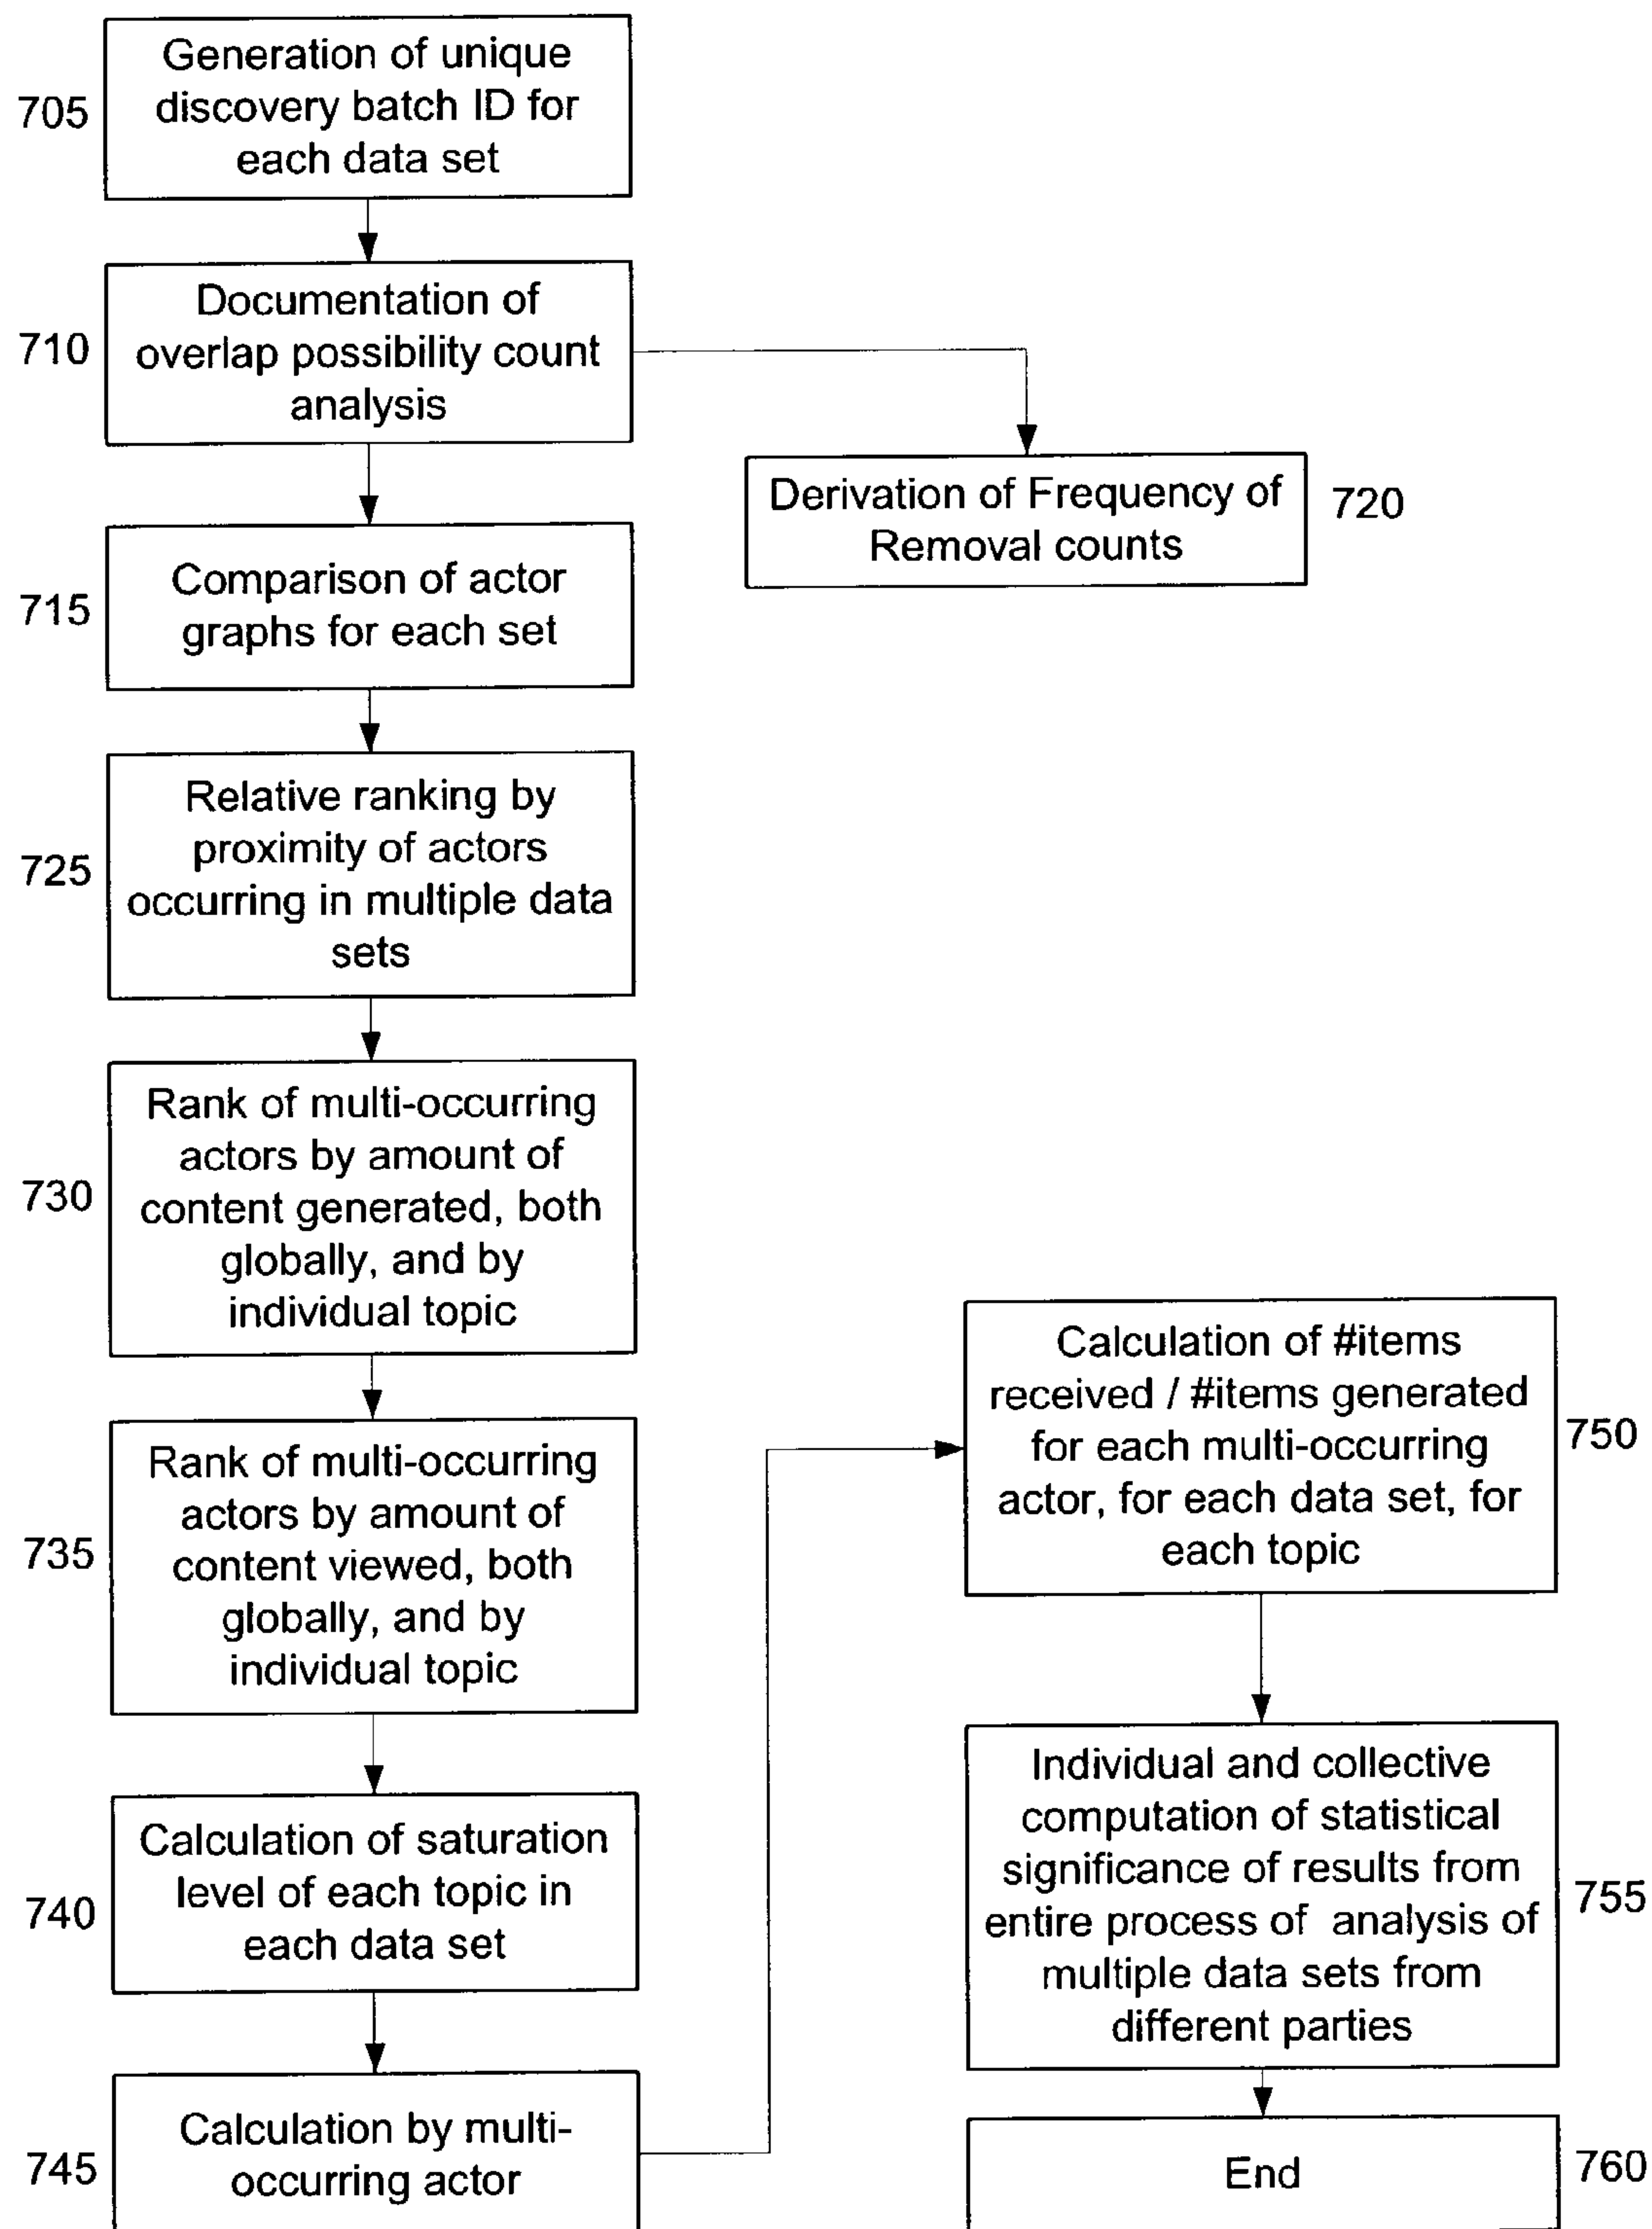 705
Generation of unique
discovery batch ID for
each data set
710
Documentation of
overlap possibility count
analysis
Derivation of Frequency of
Removal counts
720
715
Comparison of actor
graphs for each set
725
Relative ranking by
proximity of actors
occurring in multiple data
sets
730
Rank of multi-occurring
actors by amount of
content generated, both
globally, and by
individual topic
735
Rank of multi-occurring
actors by amount of
content viewed, both
globally, and by
individual topic
740
Calculation of saturation
level of each topic in
each data set
745
Calculation by multi-
occurring actor
Calculation of #items
received / #items generated
for each multi-occurring
actor, for each data set, for
each topic
750
Individual and collective
computation of statistical
significance of results from
entire process of analysis of
multiple data sets from
different parties
755
End
760